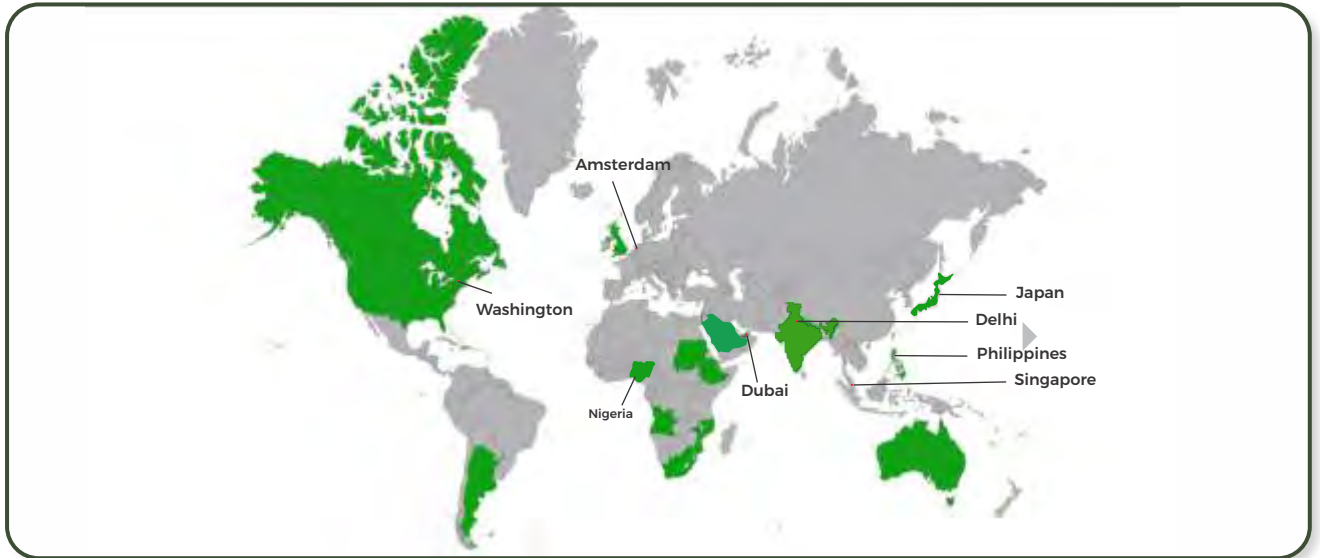 Amsterdam
Washington
Japan
Delhi
Philippines
Singapore
Dubai
Nigeria